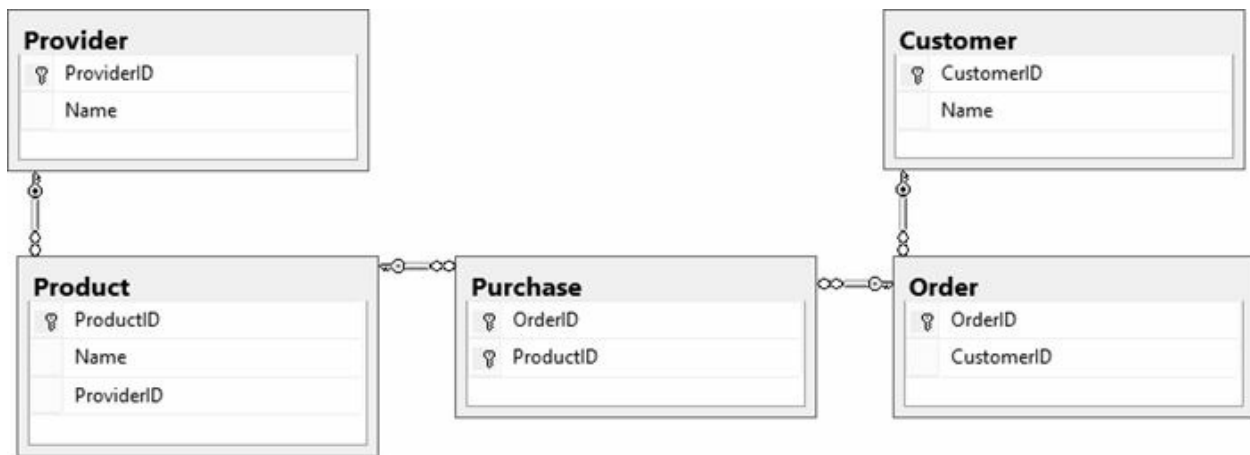 Provider
ProviderID
Name
Customer
CustomerID
Name
Product
ProductID
Name
ProviderID
Purchase
OrderID
ProductID
Order
OrderID
CustomerID